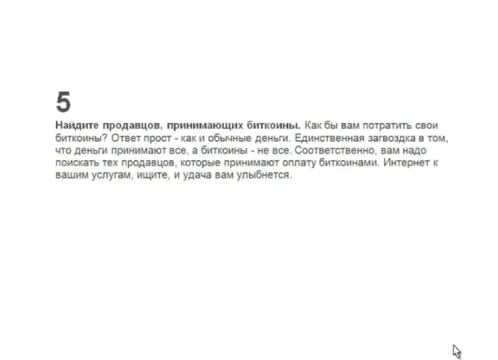 5
Найдите продавцов, принимающих биткоины. Как бы вам потратить свои
биткоины? Ответ прост - как и обычные деньги. Единственная загвоздка в том,
что деньги принимают все, а биткоины - не все. Соответственно, вам надо
поискать тех продавцов, которые принимают оплату биткоинами. Интернет к
вашим услугам, ищите, и удача вам улыбнется.